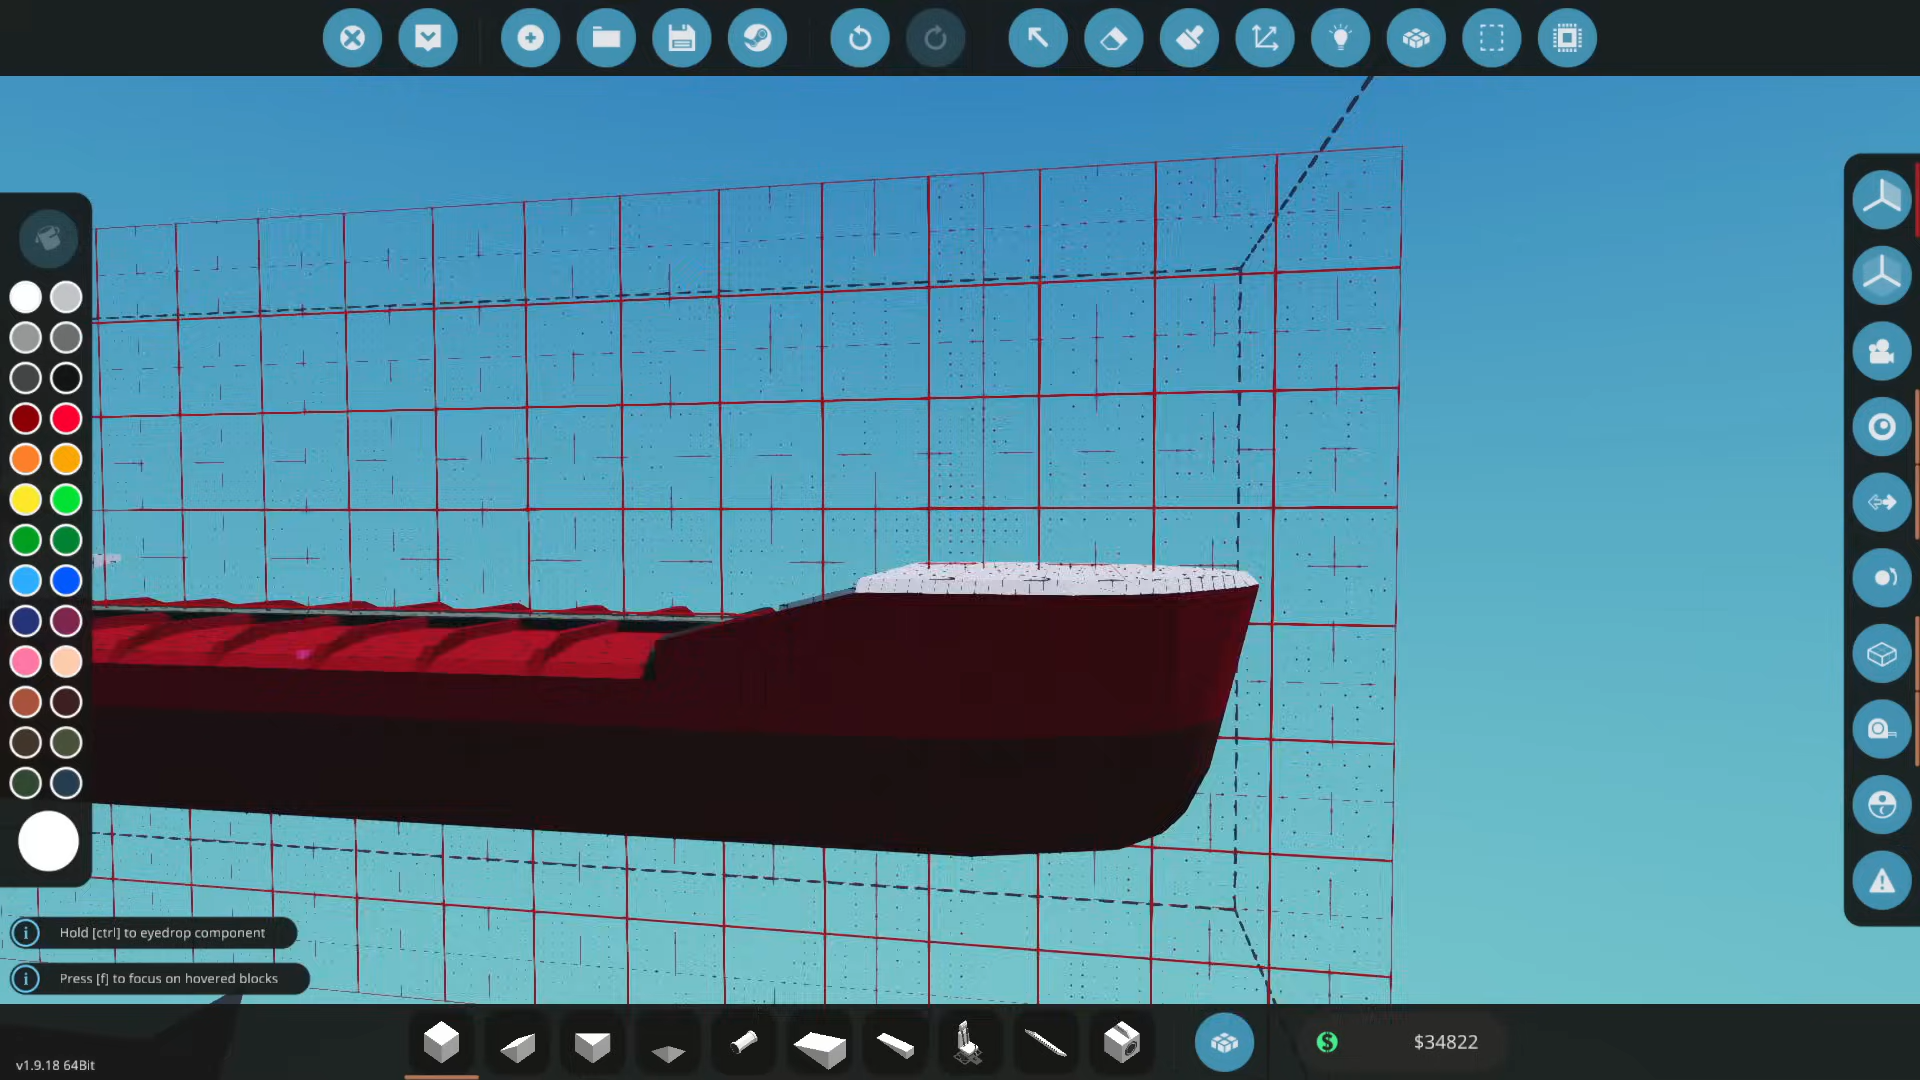 Hold [ctrl] to eyedrop component
Press [f] to focus on hovered blocks
$34822
v1.9.18 64Bit